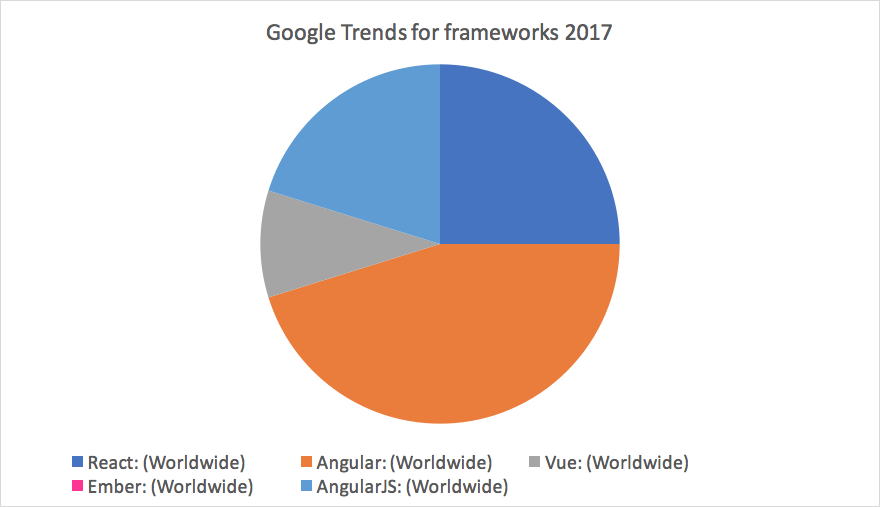 Google Trends for frameworks 2017
React: (Worldwide) Angular: (Worldwide) Vue: (Worldwide)
Ember: (Worldwide) AngularJS: (Worldwide)